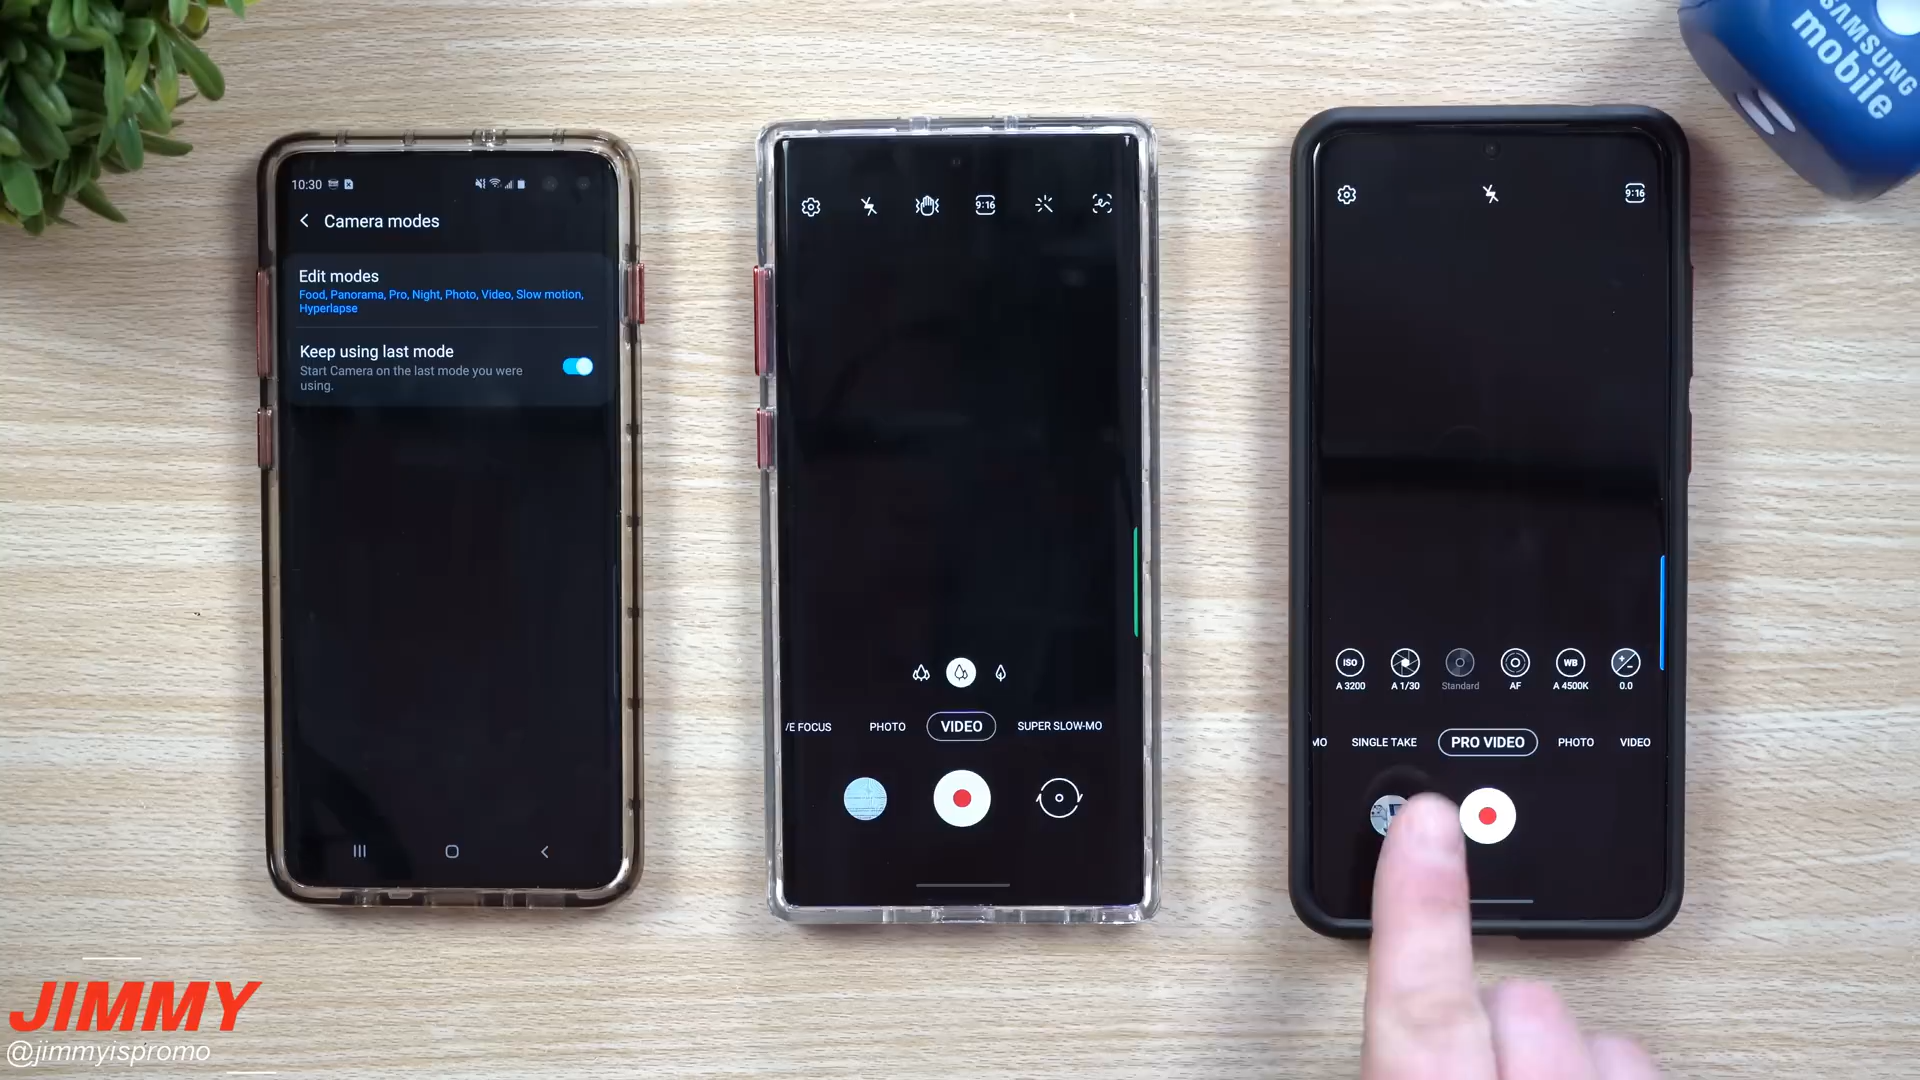 SAMSUNG
mobile
10:30
Camera modes
Edit modes
Food, Panorama, Pro, Night, Photo, Video, Slow motion,
Hyperlapse
Keep using last mode
Start Camera on the last mode you were
using.
9:16
/E FOCUS PHOTO VIDEO SUPER SLOW-MO
9:16
ISO WB
A 3200 A 1/30 Standard AF A 4500K 0.0
MO SINGLE TAKE PRO VIDEO PHOTO VIDEO
JIMMY
@jimmyispromo